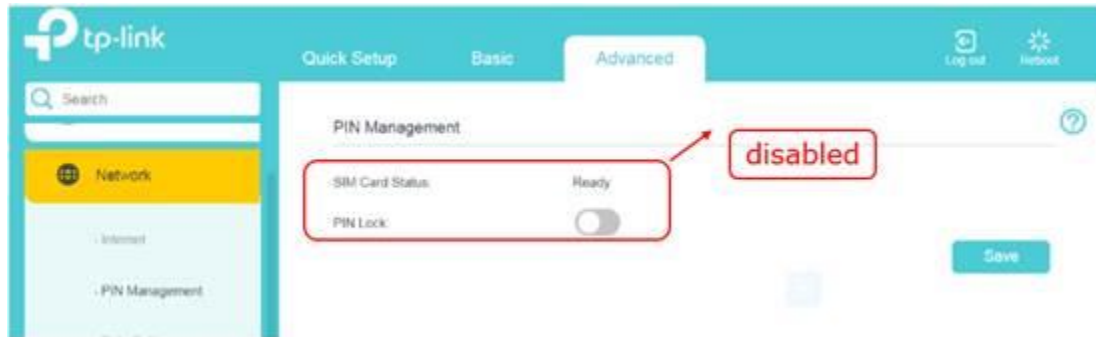 tp-link
Quick Setup Basic Advanced Log out Reboot
Search
PIN Management
disabled
Network
SIM Card Status: Ready
PIN Lock:
- Internet
Save
- PIN Management